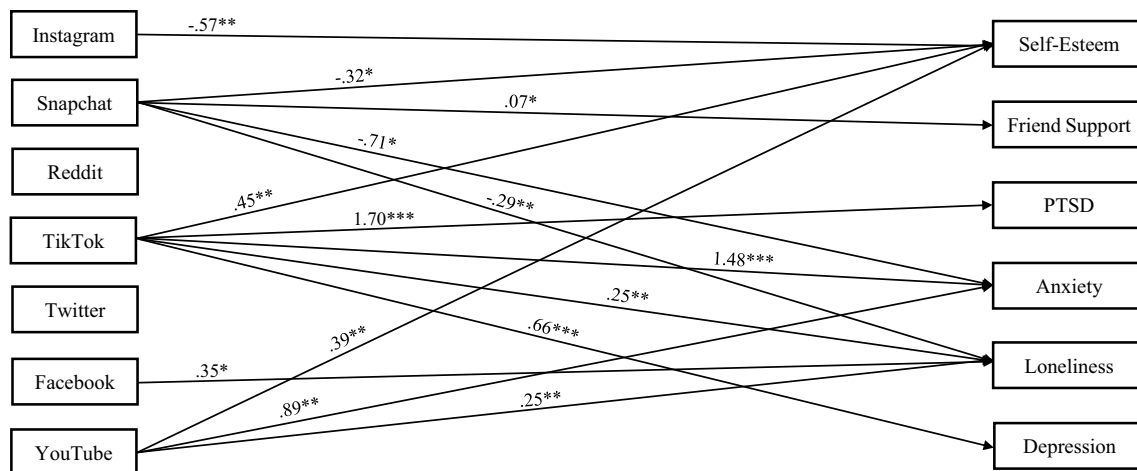 Instagram
Snapchat
Reddit
TikTok
Twitter
Facebook
YouTube
-.57**
-.32*
.07*
-.71*
-.29**
.45**
1.70***
1.48***
.25**
.66***
.39**
.35*
.89**
.25**
Self-Esteem
Friend Support
PTSD
Anxiety
Loneliness
Depression